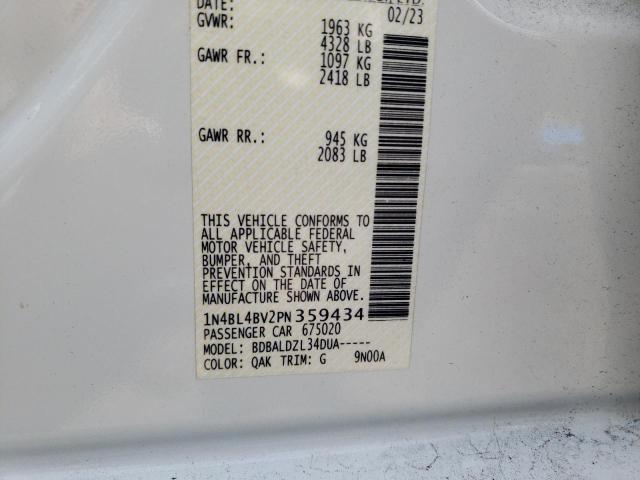 DATE: 02/23
GVWR: 1963 KG
4328 LB
GAWR FR.: 1097 KG
2418 LB
GAWR RR.: 945 KG
2083 LB
THIS VEHICLE CONFORMS TO
ALL APPLICABLE FEDERAL
MOTOR VEHICLE SAFETY,
BUMPER, AND THEFT
PREVENTION STANDARDS IN
EFFECT ON THE DATE OF
MANUFACTURE SHOWN ABOVE.
1N4BL4BV2PN359434
PASSENGER CAR 675020
MODEL: BDBALDZL34DUA-----
COLOR: QAK TRIM: G 9N00A